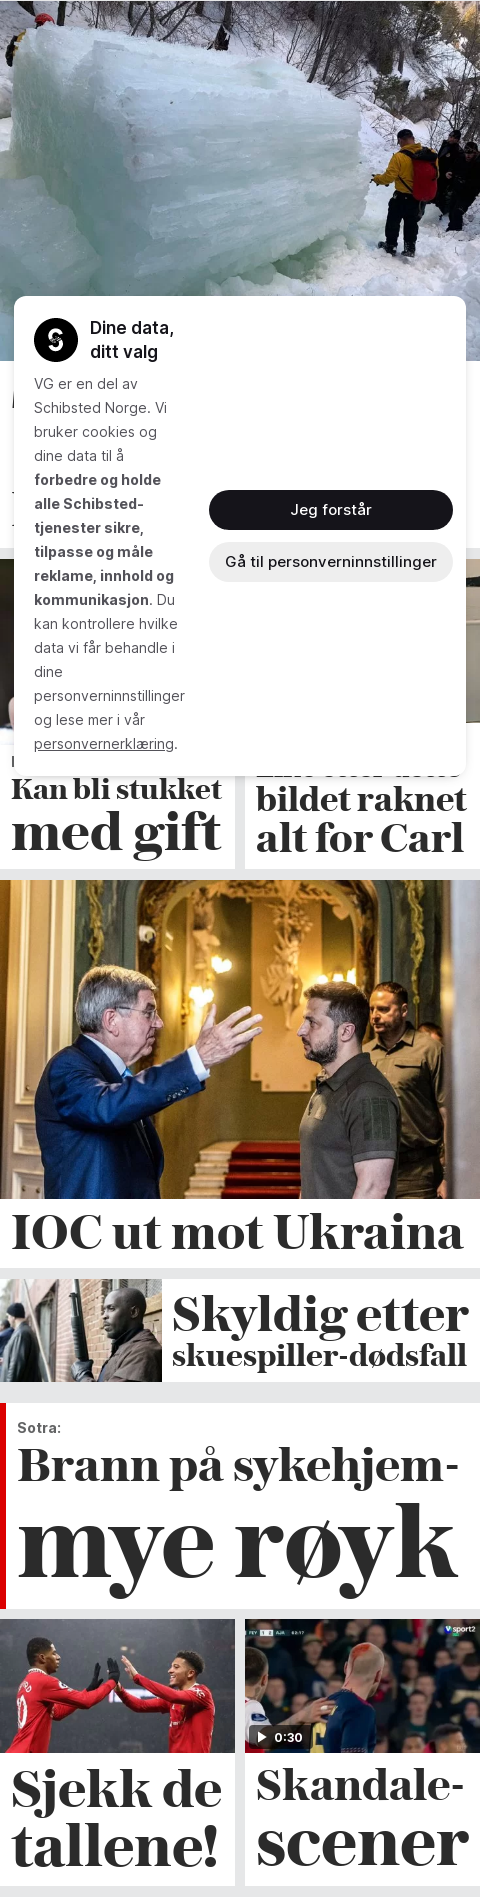 Dine data,
ditt valg
VG er en del av
Schibsted Norge. Vi
bruker cookies og
dine data til å
forbedre og holde
alle Schibsted-
tjenester sikre,
tilpasse og måle
reklame, innhold og
kommunikasjon. Du
kan kontrollere hvilke
data vi får behandle i
dine
personverninnstillinger
og lese mer i vår
personvernerklæring.
Jeg forstår
Gå til personverninnstillinger
Kan bli stukket
med gift
bildet raknet
alt for Carl
IOC ut mot Ukraina
Skyldig etter
skuespiller-dødsfall
Sotra:
Brann på sykehjem-
mye røyk
Sjekk de
tallene!
V sport2
0:30
Skandale-
scener